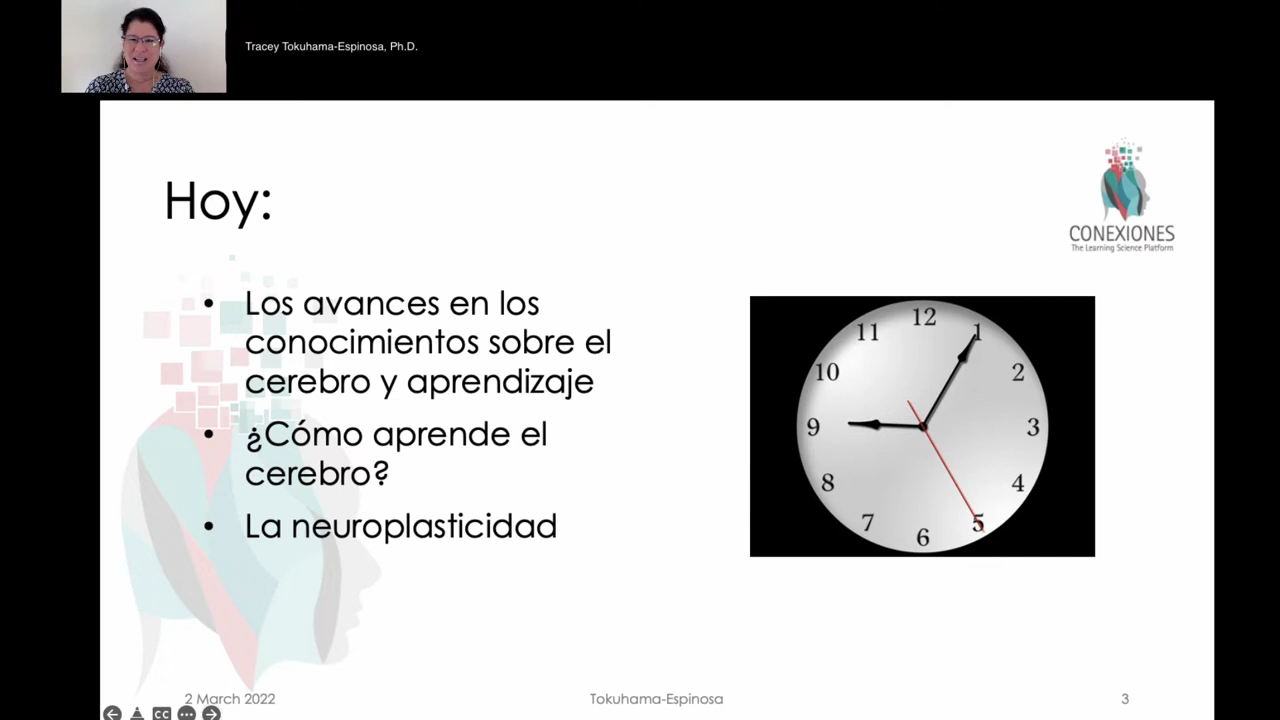 Tracey Tokuhama-Espinosa, Ph.D.
Hoy:
CONEXIONES
The Learning Science Platform
• Los avances en los
conocimientos sobre el
cerebro y aprendizaje
• ¿Cómo aprende el
cerebro?
• La neuroplasticidad
12
1
2
3
4
5
6
7
8
9
10
11
2 March 2022
Tokuhama-Espinosa
3
CC